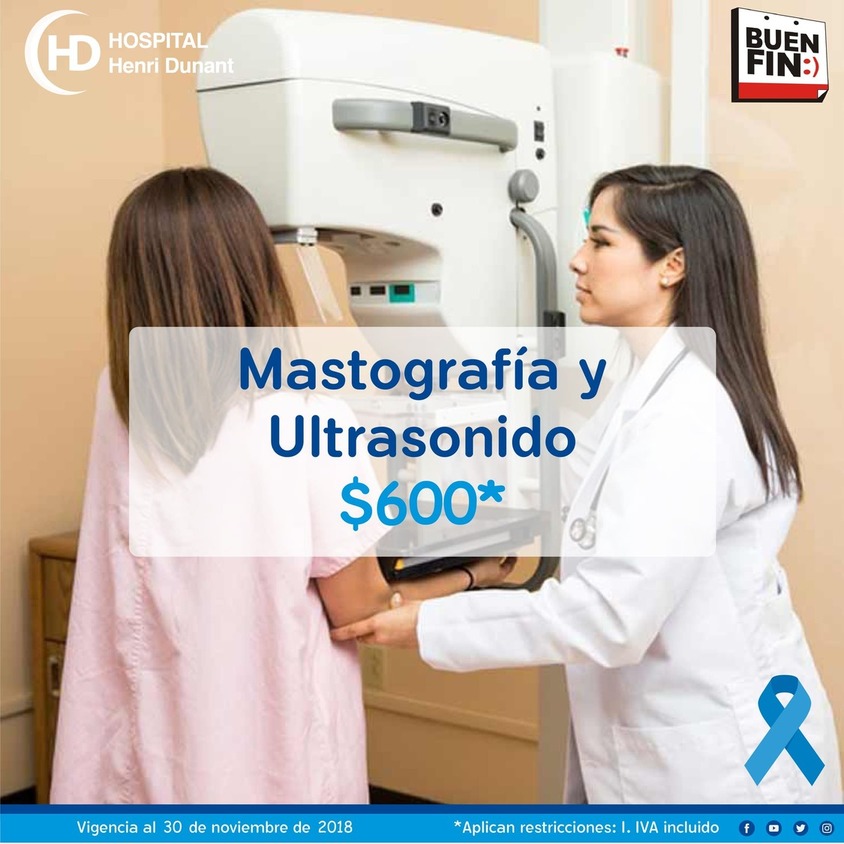 HD
HOSPITAL
Henri Dunant
BUEN
FIN:)
Mastografía y
Ultrasonido
$600*
Vigencia al 30 de noviembre de 2018
*Aplican restricciones: 1. IVA incluido